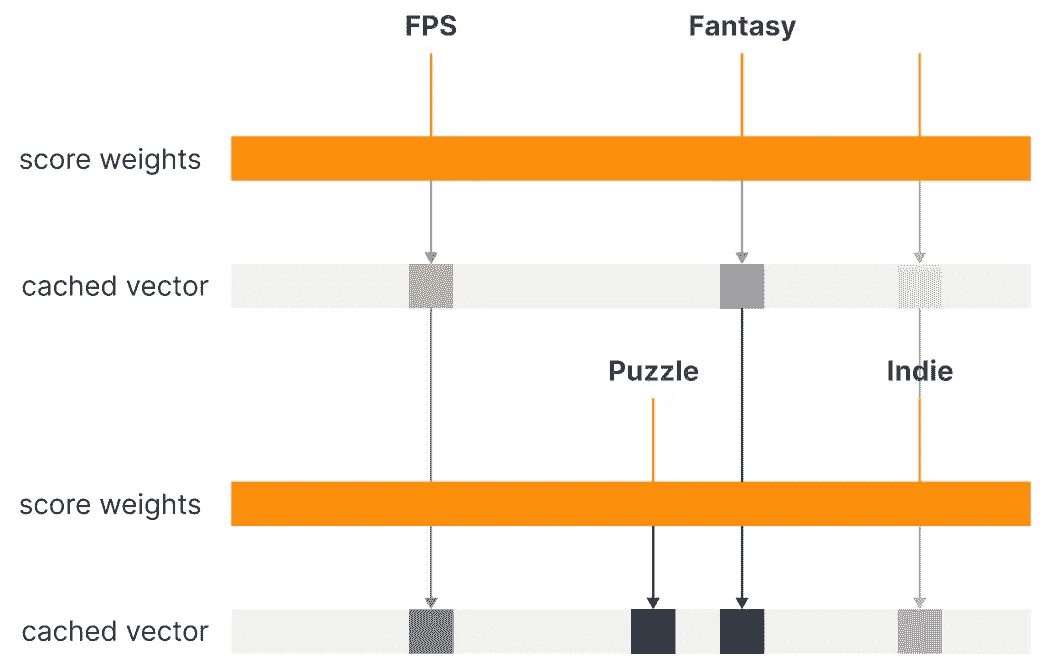 FPS Fantasy
score weights
cached vector
Puzzle Indie
score weights
cached vector